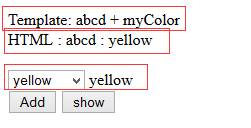 Template: abcd + myColor
HTML : abcd : yellow
yellow yellow
Add show